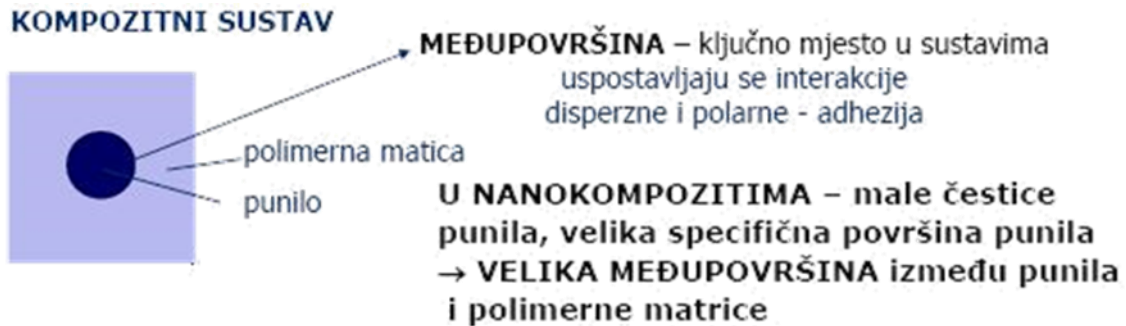 KOMPOZITNI SUSTAV
MEĐUPOVRŠINA – ključno mjesto u sustavima
uspostavljaju se interakcije
disperzne i polarne - adhezija
polimerna matica
punilo
U NANOKOMPOZITIMA – male čestice
punila, velika specifična površina punila
→ VELIKA MEĐUPOVRŠINA između punila
i polimerne matrice